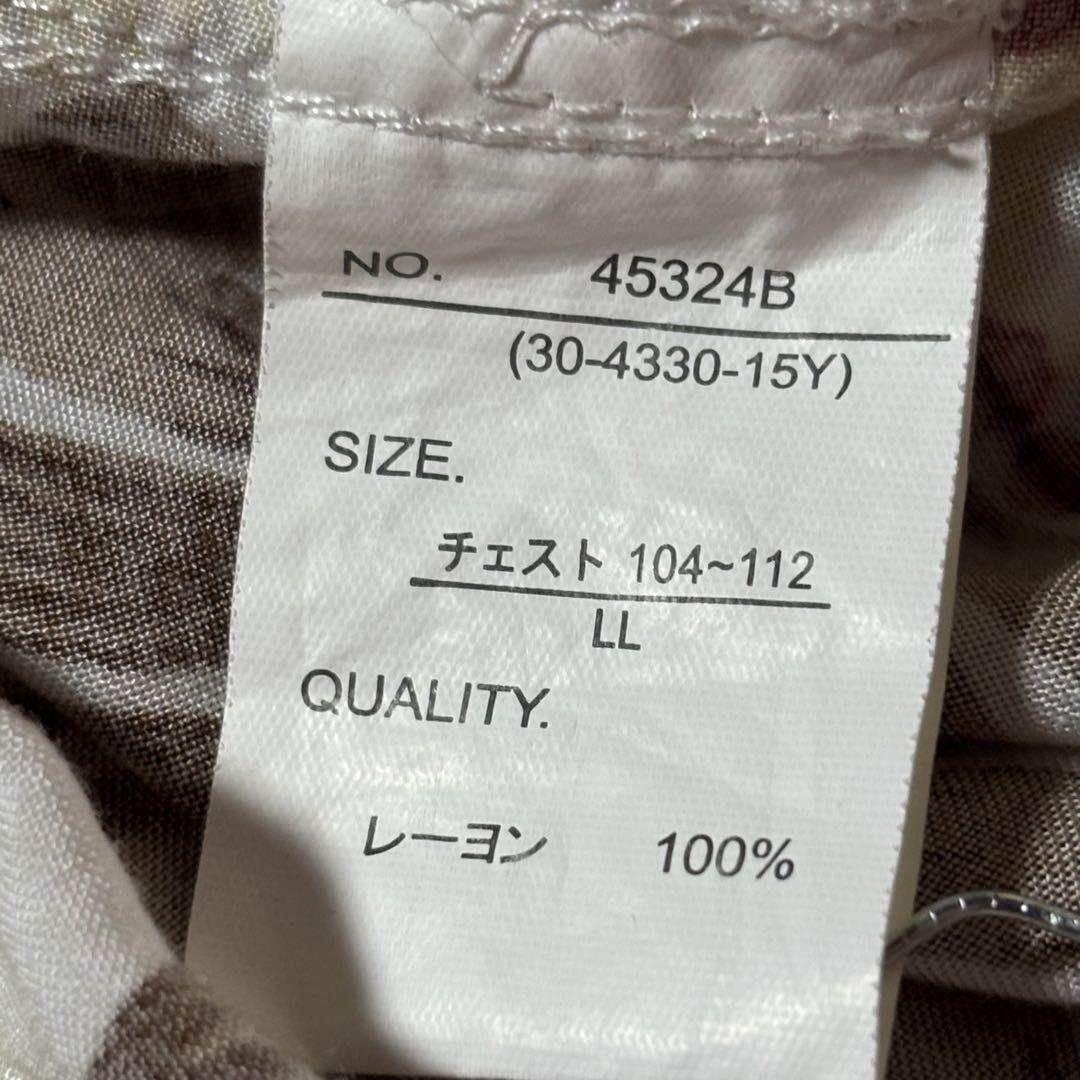 NO. 45324B
(30-4330-15Y)
SIZE.
チェスト 104~112
LL
QUALITY.
レーヨン 100%